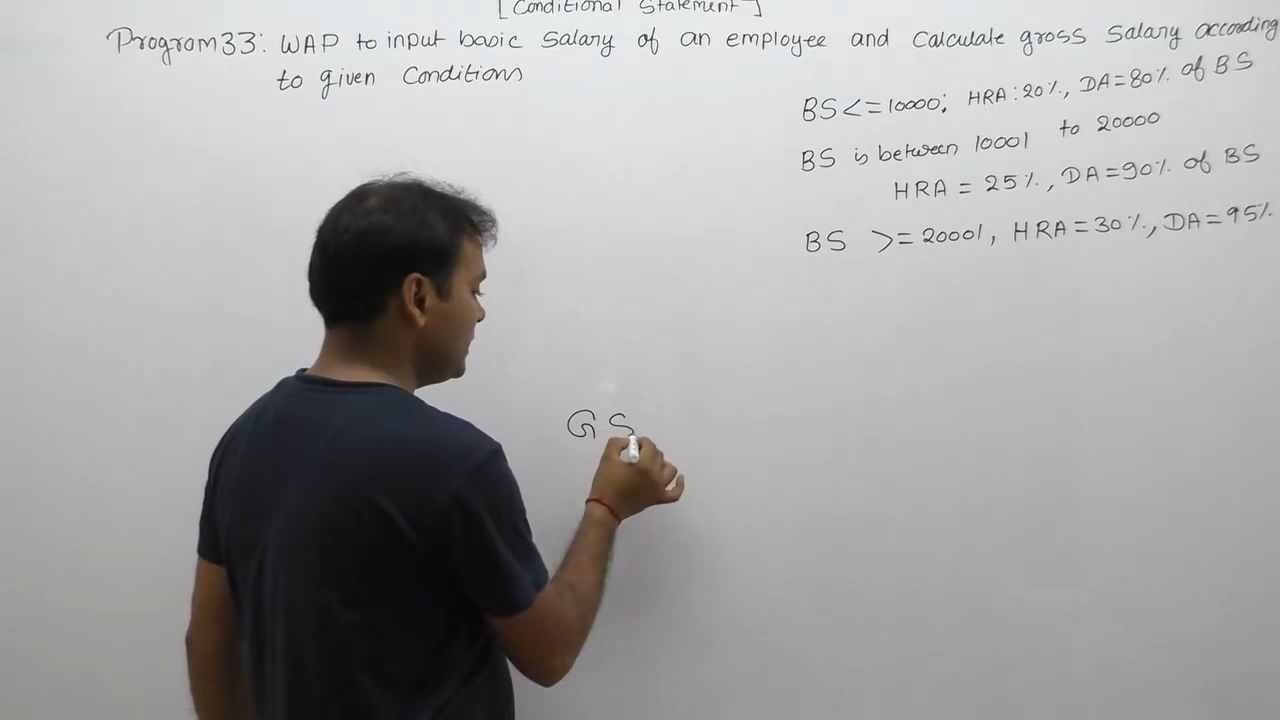 [Conditional Statement]
Program33: WAP to input basic salary of an employee and calculate gross salary according
to given conditions
BS<=10000; HRA:20%, DA=80% of BS
BS is between 10001 to 20000
HRA = 25%, DA=90% of BS
BS >= 20001, HRA=30%, DA=95%
GS